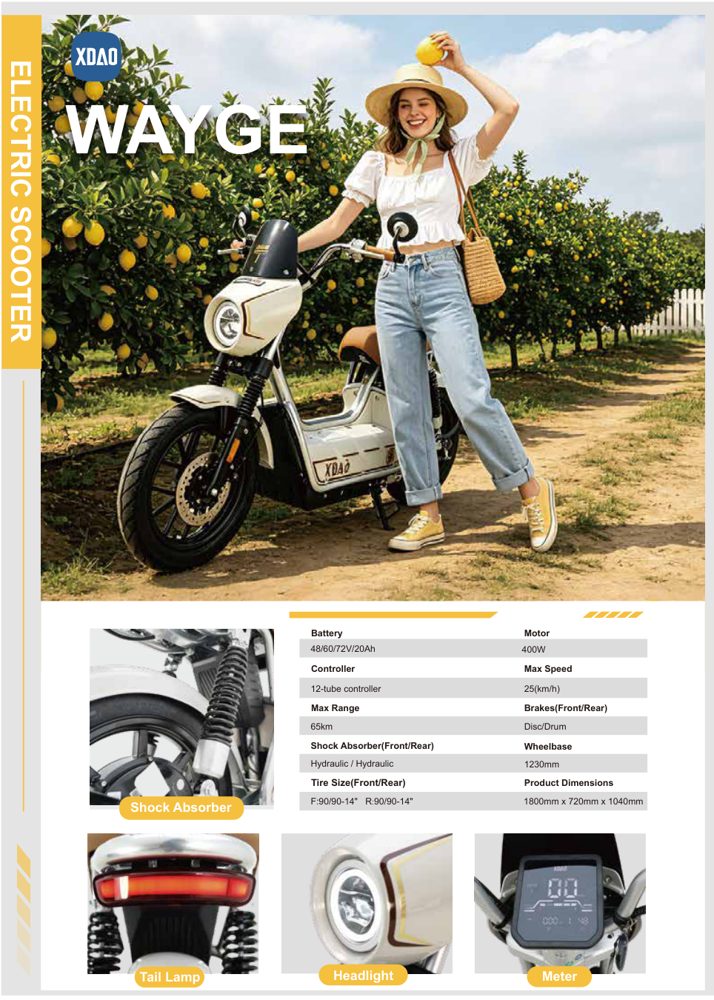 ELECTRIC SCOOTER
XDAO
WAYGE
XDAO
Battery
Motor
48/60/72V/20Ah
400W
Controller
Max Speed
12-tube controller
25(km/h)
Max Range
Brakes(Front/Rear)
65km
Disc/Drum
Shock Absorber(Front/Rear)
Wheelbase
Hydraulic / Hydraulic
1230mm
Tire Size(Front/Rear)
Product Dimensions
F:90/90-14" R:90/90-14"
1800mm x 720mm x 1040mm
Shock Absorber
XDAO
00
Tail Lamp
Headlight
Meter